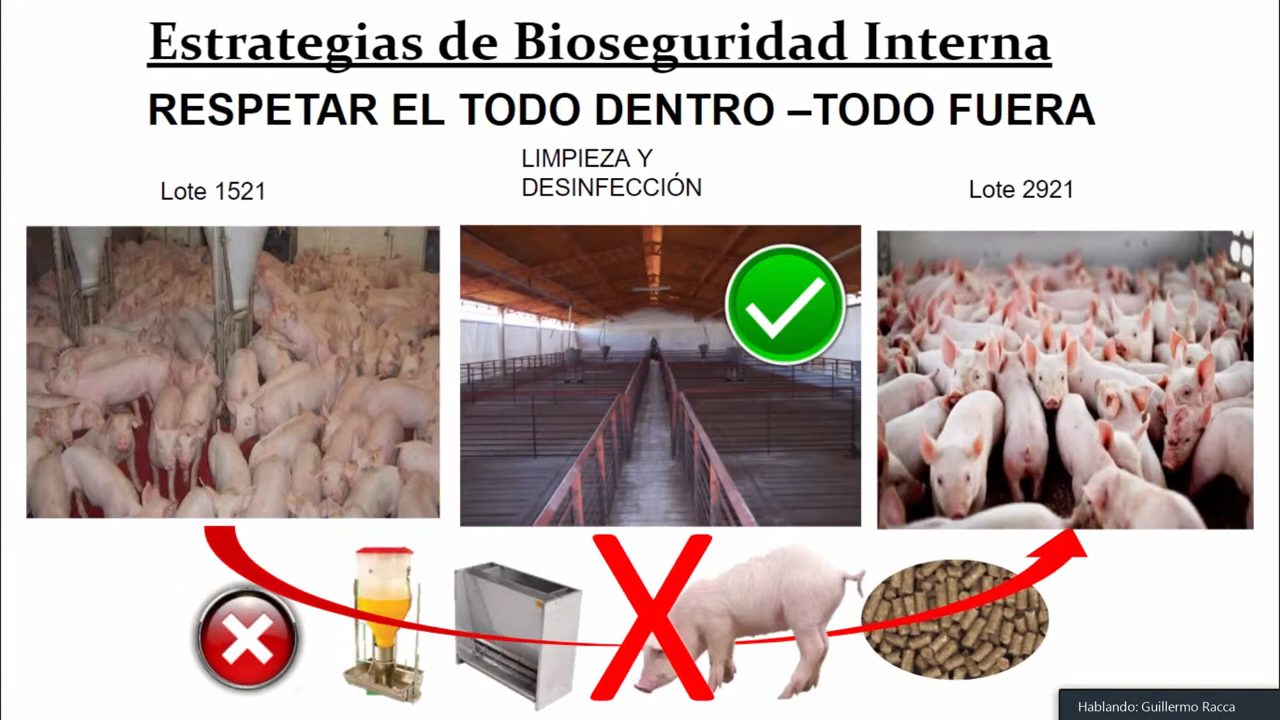 Estrategias de Bioseguridad Interna
RESPETAR EL TODO DENTRO –TODO FUERA
LIMPIEZA Y
DESINFECCIÓN
Lote 1521
Lote 2921
Hablando: Guillermo Racca